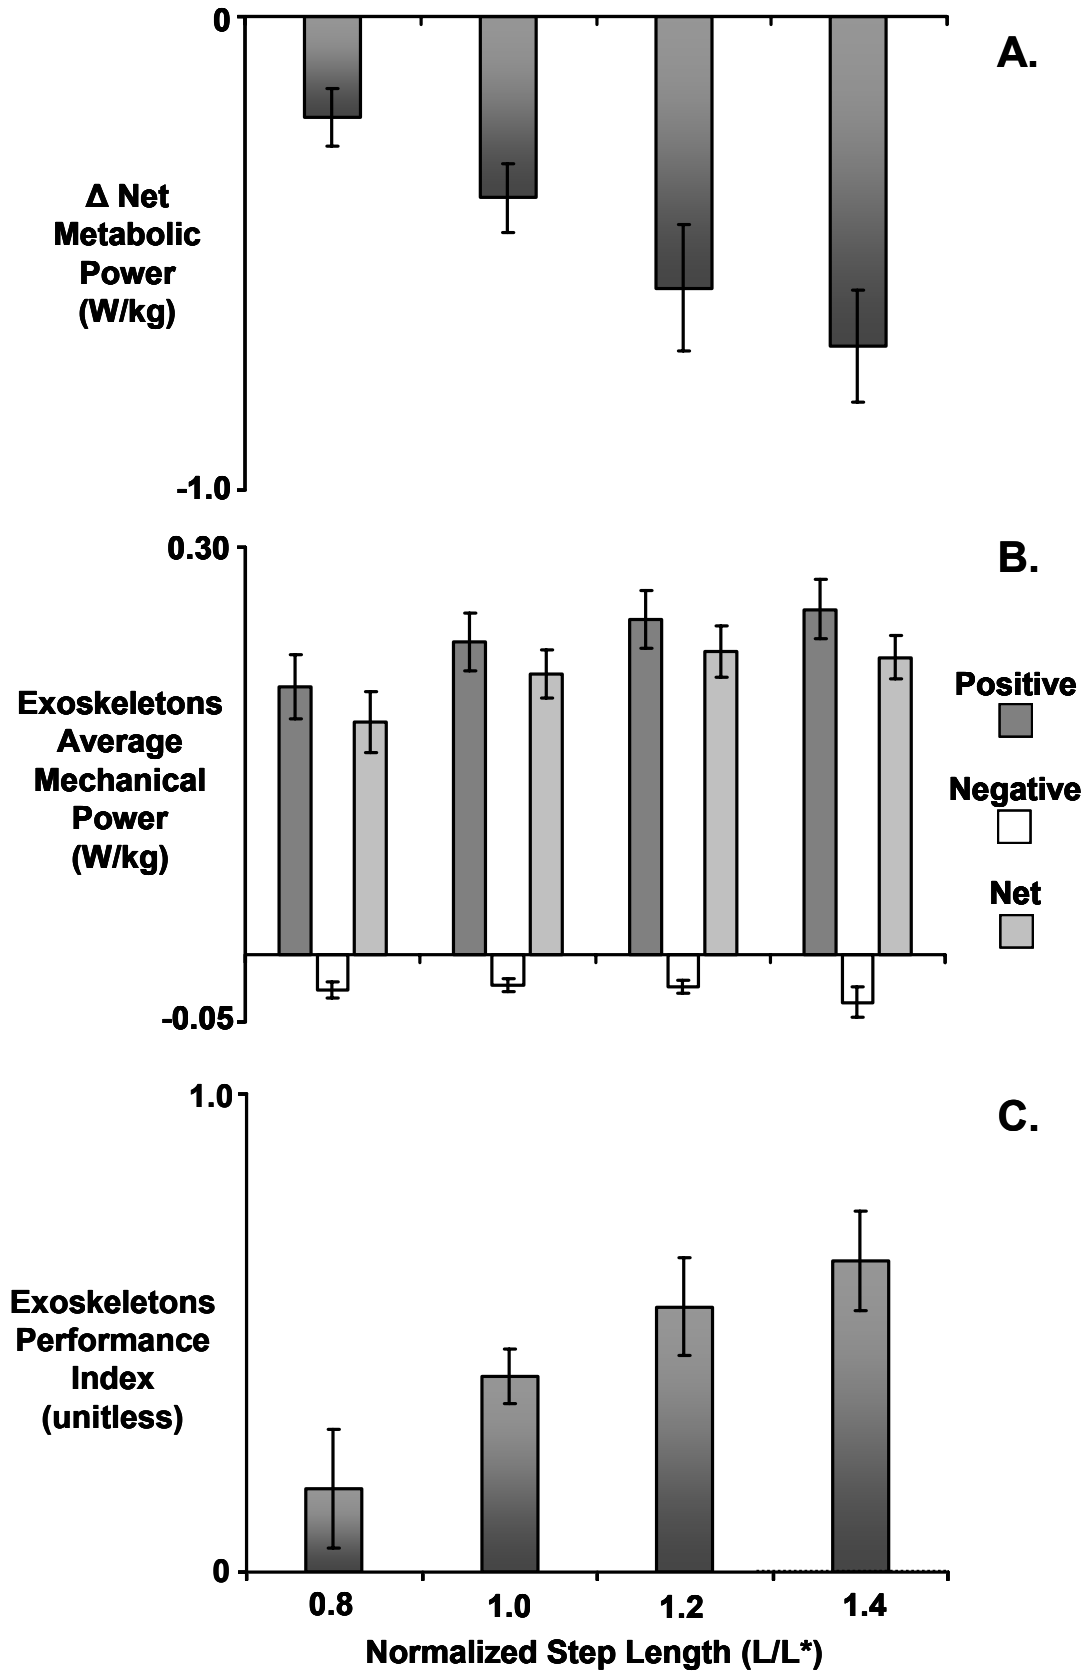 0
A.
Δ Net
Metabolic
Power
(W/kg)
-1.0
0.30
B.
Positive
Exoskeletons
Average
Mechanical
Power
(W/kg)
Negative
Net
-0.05
1.0
C.
Exoskeletons
Performance
Index
(unitless)
0
0.8 1.0 1.2 1.4
Normalized Step Length (L/L*)